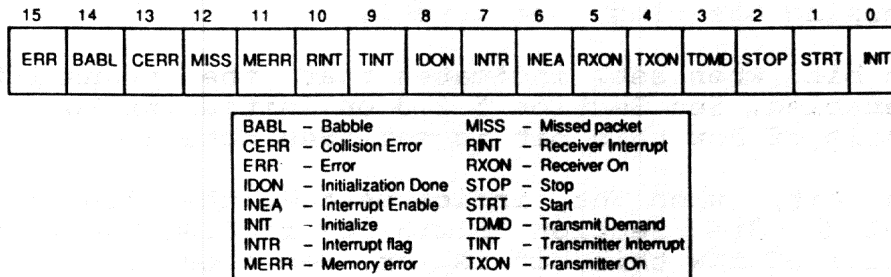 15 14 13 12 11 10 9 8 7 6 5 4 3 2 1 0
ERR BABL CERR MISS MERR RINT TINT IDON INTR INEA RXON TXON TDMD STOP STRT INIT
BABL – Babble MISS – Missed packet
CERR – Collision Error RINT – Receiver Interrupt
ERR – Error RXON – Receiver On
IDON – Initialization Done STOP – Stop
INEA – Interrupt Enable STRT – Start
INIT – Initialize TDMD – Transmit Demand
INTR – Interrupt flag TINT – Transmitter Interrupt
MERR – Memory error TXON – Transmitter On